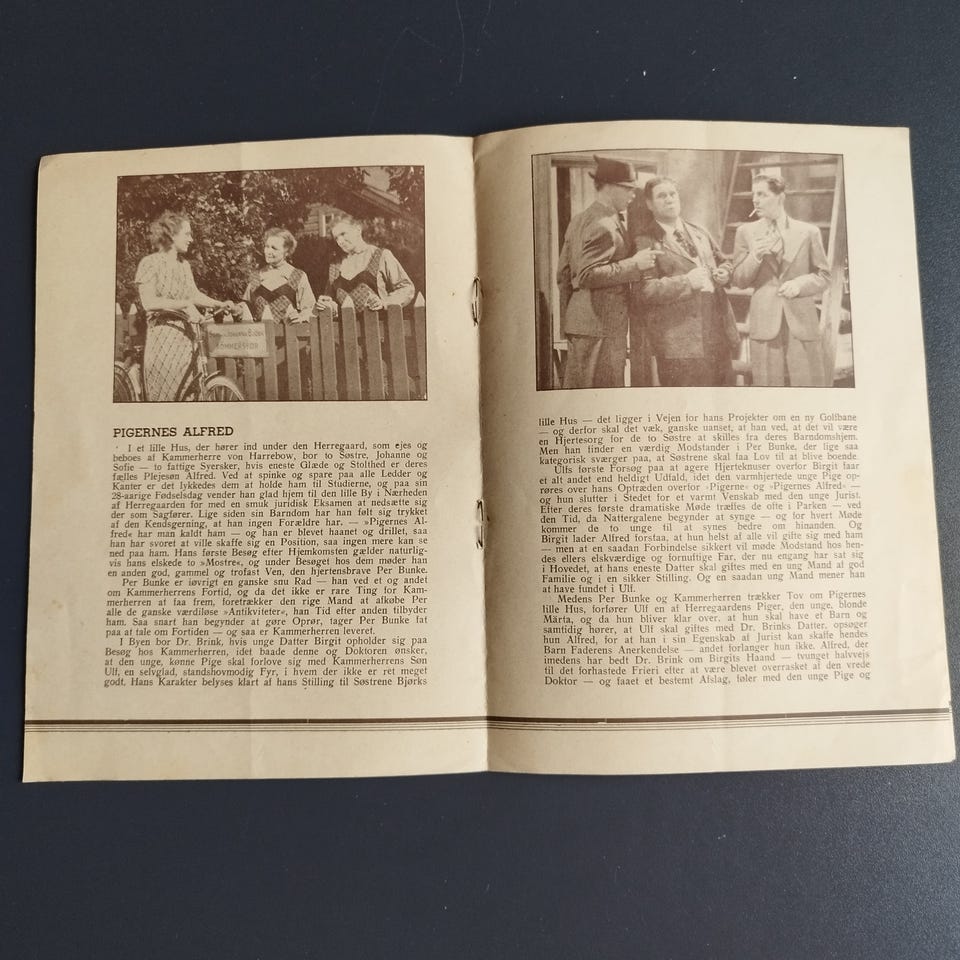 JOHANNA BJÖRK
SOMMERSKOR
PIGERNES ALFRED
I et lille Hus, der hører ind under den Herregaard, som ejes og
beboes af Kammerherre von Harrebow, bor to Søstre, Johanne og
Sofie — to fattige Syersker, hvis eneste Glæde og Stolthed er deres
fælles Plejesøn Alfred. Ved at spinke og spare paa alle Ledder og
Kanter er det lykkedes dem at holde ham til Studierne, og paa sin
28-aarige Fødselsdag vender han glad hjem til den lille By i Nærheden
af Herregaarden for med en smuk juridisk Eksamen at nedsætte sig
der som Sagfører. Lige siden sin Barndom har han følt sig trykket
af den Kendsgerning, at han ingen Forældre har. — »Pigernes Al-
fred« har man kaldt ham — og han er blevet haanet og drillet, saa
han har svoret at ville skaffe sig en Position, saa ingen mere kan se
ned paa ham. Hans første Besøg efter Hjemkomsten gælder naturlig-
vis hans elskede to »Mostre«, og under Besøget hos dem møder han
en anden god, gammel og trofast Ven, den hjertensbrave Per Bunke.
Per Bunke er iøvrigt en ganske snu Rad — han ved et og andet
om Kammerherrens Fortid, og da det ikke er rare Ting for Kam-
merherren af faa frem, foretrækker den rige Mand at afkøbe Per
alle de ganske værdiløse »Antikviteter«, han Tid efter anden tilbyder
ham. Saa snart han begynder at gøre Oprør, tager Per Bunke fat
paa at tale om Fortiden — og saa er Kammerherren leveret.
I Byen bor Dr. Brink, hvis unge Datter Birgit opholder sig paa
Besøg hos Kammerherren, idet baade denne og Doktoren ønsker,
at den unge, kønne Pige skal forlove sig med Kammerherrens Søn
Ulf, en selvglad, standshovmodig Fyr, i hvem der ikke er ret meget
godt. Hans Karakter belyses klart af hans Stilling til Søstrene Bjørks
lille Hus — det ligger i Vejen for hans Projekter om en ny Golfbane
— og derfor skal det væk, ganske uanset, at han ved, at det vil være
en Hjertesorg for de to Søstre at skilles fra deres Barndomshjem.
Men han finder en værdig Modstander i Per Bunke, der lige saa
kategorisk sværger paa, at Søstrene skal faa Lov til at blive boende.
Ulfs første Forsøg paa at agere Hjerteknuser overfor Birgit faar
et alt andet end heldigt Udfald, idet den varmhjertede unge Pige op-
røres over hans Optræden overfor »Pigerne« og »Pigernes Alfred« —
og hun slutter i Stedet for et varmt Venskab med den unge Jurist.
Efter deres første dramatiske Møde træffes de ofte i Parken — ved
den Tid, da Nattergalene begynder at synge — og for hvert Møde
kommer de to unge til at synes bedre om hinanden. Og
Birgit lader Alfred forstaa, at hun helst af alle vil gifte sig med ham
— men at en saadan Forbindelse sikkert vil møde Modstand hos hen-
des ellers elskværdige og fornuftige Far, der nu engang har sat sig
i Hovedet, at hans eneste Datter skal giftes med en ung Mand af god
Familie og i en sikker Stilling. Og en saadan ung Mand mener han
at have fundet i Ulf.
Medens Per Bunke og Kammerherren trækker Tov om Pigernes
lille Hus, forfører Ulf en af Herregaardens Piger, den unge, blonde
Märta, og da hun bliver klar over, at hun skal have et Barn og
samtidig hører, at Ulf skal giftes med Dr. Brinks Datter, opsøger
hun Alfred, for at han i sin Egenskab af Jurist kan skaffe hendes
Barn Faderens Anerkendelse — andet forlanger hun ikke. Alfred, der
imedens har bedt Dr. Brink om Birgits Haand — tvunget halvvejs
til det forhastede Frieri efter at være blevet overrasket af den vrede
Doktor — og faaet et bestemt Afslag, føler med den unge Pige og